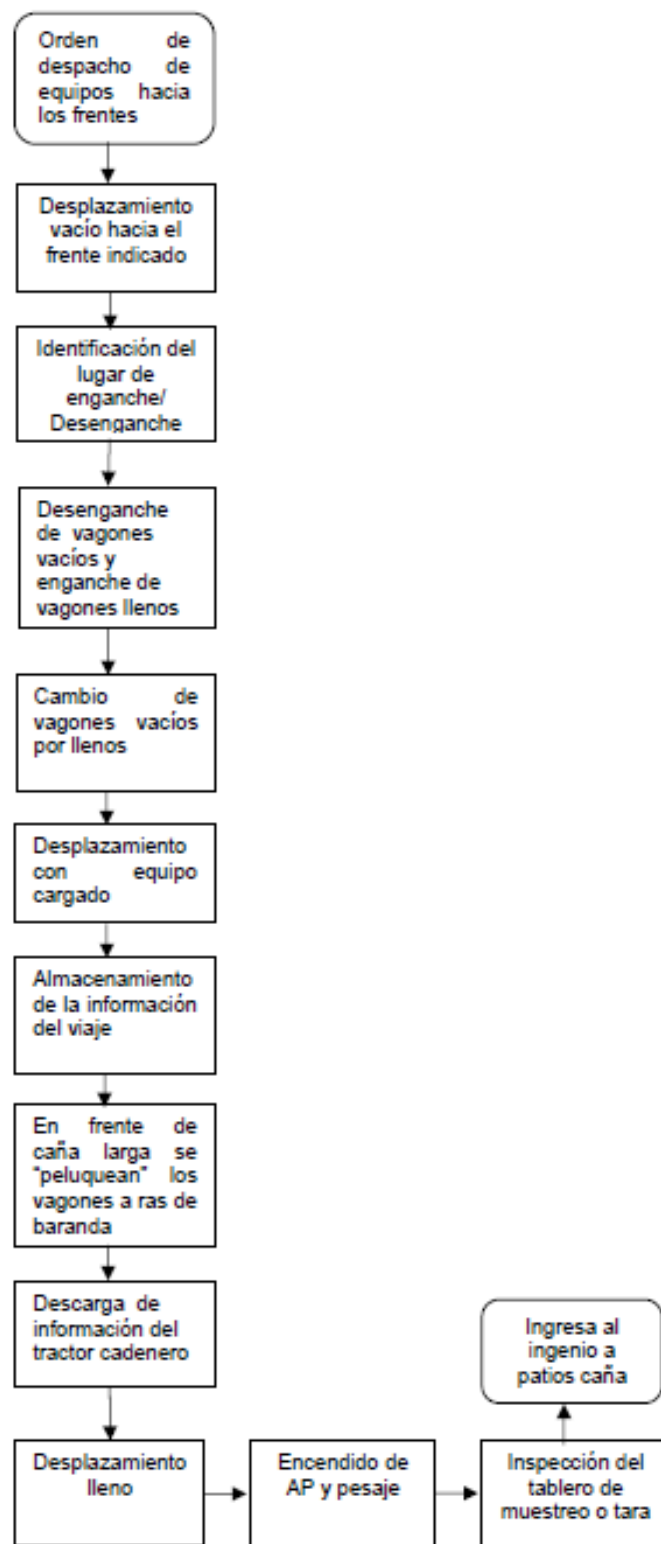 Orden de
despacho de
equipos hacia
los frentes
Desplazamiento
vacío hacia el
frente indicado
Identificación del
lugar de
enganche/
Desenganche
Desenganche
de vagones
vacíos y
enganche de
vagones llenos
Cambio de
vagones vacíos
por llenos
Desplazamiento
con equipo
cargado
Almacenamiento
de la información
del viaje
En frente de
caña larga se
"peluquean" los
vagones a ras de
baranda
Descarga de
información del
tractor cadenero
Desplazamiento
lleno
Encendido de
AP y pesaje
Inspección del
tablero de
muestreo o tara
Ingresa al
ingenio a
patios caña